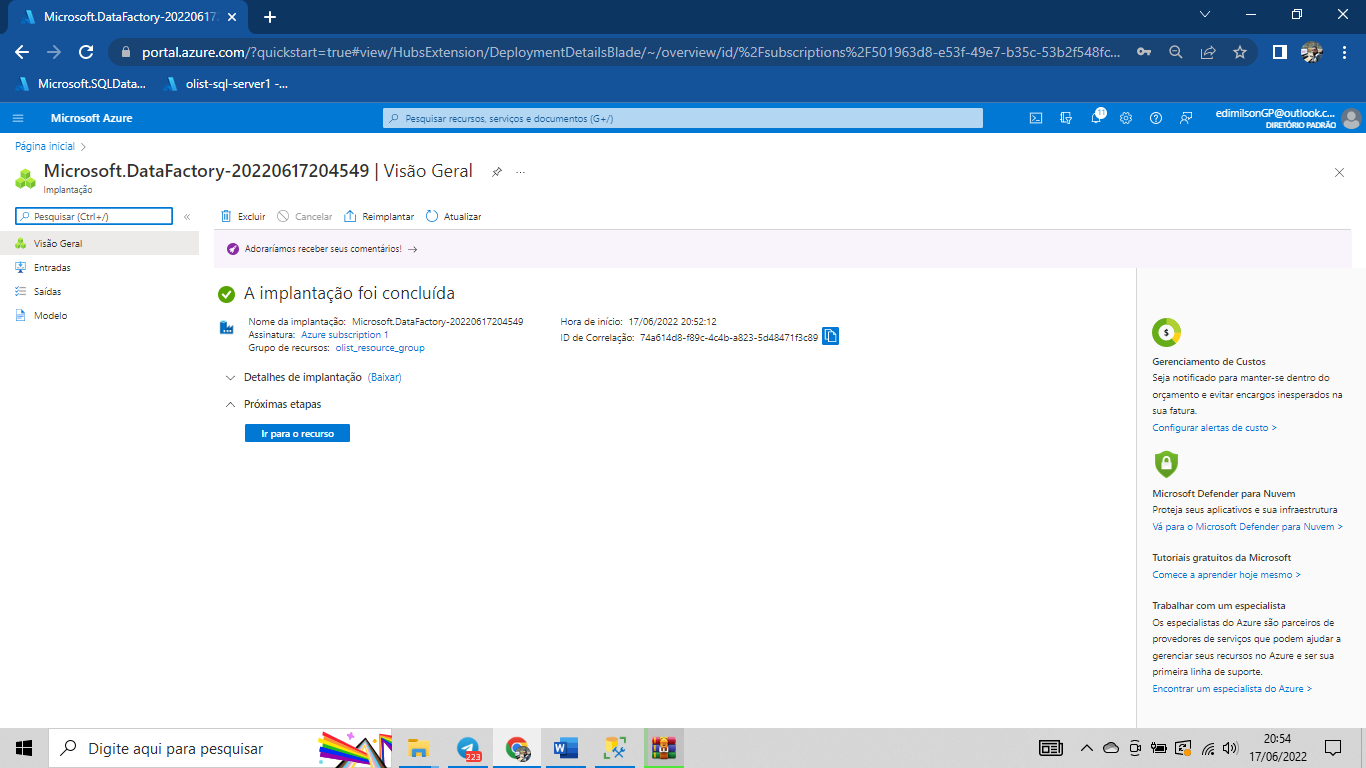 Microsoft.DataFactory-2022061720
portal.azure.com/?quickstart=true#view/HubsExtension/DeploymentDetailsBlade/~/overview/id/%2Fsubscriptions%2F501963d8-e53f-49e7-b35c-53b2f548fc...
Microsoft.SQLData...
olist-sql-server1 -...
Microsoft Azure
Pesquisar recursos, serviços e documentos (G+/)
11
edimilsonGP@outlook.c...
DIRETÓRIO PADRÃO
Página inicial >
Microsoft.DataFactory-20220617204549 | Visão Geral
Implantação
Pesquisar (Ctrl+/)
Excluir
Cancelar
Reimplantar
Atualizar
Visão Geral
Entradas
Saídas
Modelo
Adoraríamos receber seus comentários! →
A implantação foi concluída
Nome da implantação: Microsoft.DataFactory-20220617204549
Assinatura: Azure subscription 1
Grupo de recursos: olist_resource_group
Hora de início: 17/06/2022 20:52:12
ID de Correlação: 74a614d8-f89c-4c4b-a823-5d48471f3c89
Detalhes de implantação (Baixar)
Próximas etapas
Ir para o recurso
Gerenciamento de Custos
Seja notificado para manter-se dentro do
orçamento e evitar encargos inesperados na
sua fatura.
Configurar alertas de custo >
Microsoft Defender para Nuvem
Proteja seus aplicativos e sua infraestrutura
Vá para o Microsoft Defender para Nuvem >
Tutoriais gratuitos da Microsoft
Comece a aprender hoje mesmo >
Trabalhar com um especialista
Os especialistas do Azure são parceiros de
provedores de serviços que podem ajudar a
gerenciar seus recursos no Azure e ser sua
primeira linha de suporte.
Encontrar um especialista do Azure >
Digite aqui para pesquisar
223
20:54
17/06/2022